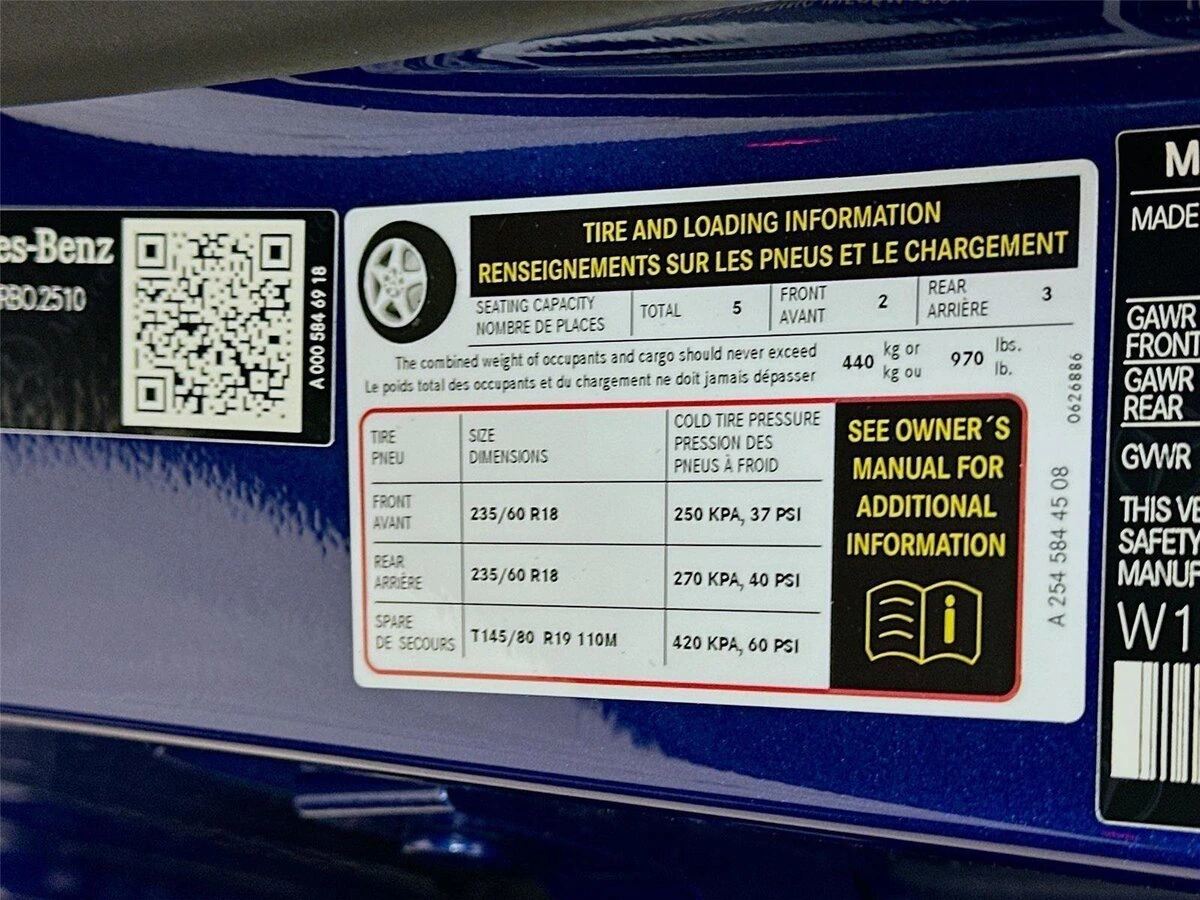 es-Benz
RBO.2510
A 000 584 69 18
TIRE AND LOADING INFORMATION
RENSEIGNEMENTS SUR LES PNEUS ET LE CHARGEMENT
SEATING CAPACITY
NOMBRE DE PLACES
TOTAL 5
FRONT
AVANT
2
REAR
ARRIÈRE
3
The combined weight of occupants and cargo should never exceed
Le poids total des occupants et du chargement ne doit jamais dépasser
440 kg or
kg ou
970 lbs.
lb.
TIRE
PNEU
SIZE
DIMENSIONS
COLD TIRE PRESSURE
PRESSION DES
PNEUS À FROID
FRONT
AVANT
235/60 R18
250 KPA, 37 PSI
REAR
ARRIÈRE
235/60 R18
270 KPA, 40 PSI
SPARE
DE SECOURS
T145/80 R19 110M
420 KPA, 60 PSI
SEE OWNER´S
MANUAL FOR
ADDITIONAL
INFORMATION
0626886
A 254 584 45 08
M
MADE
GAWR
FRONT
GAWR
REAR
GVWR
THIS VE
SAFETY
MANUF
W1